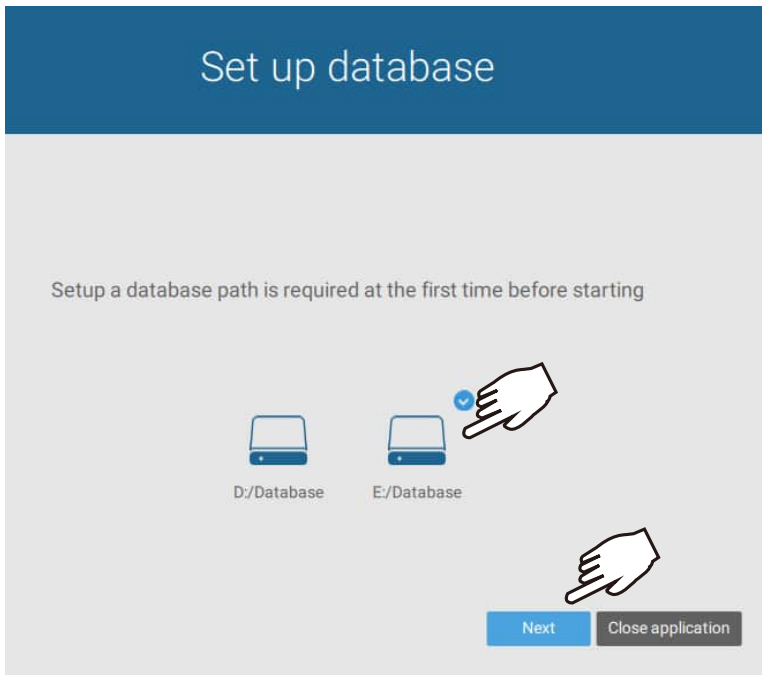 Set up database
Setup a database path is required at the first time before starting
D:/Database E:/Database
Next Close application